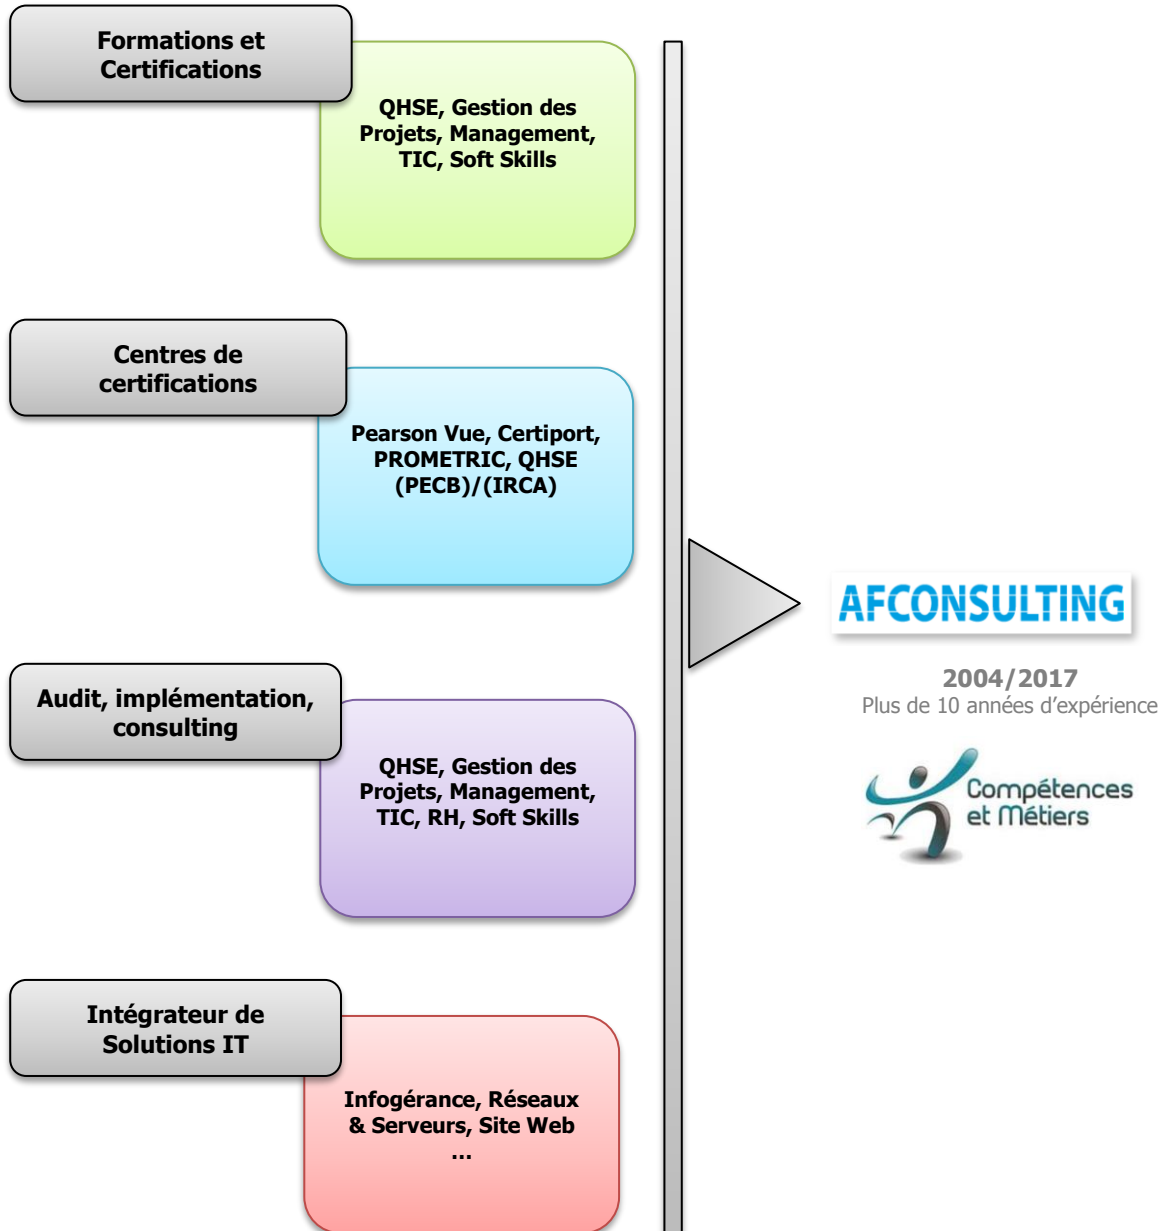 Formations et
Certifications
QHSE, Gestion des
Projets, Management,
TIC, Soft Skills
Centres de
certifications
Pearson Vue, Certiport,
PROMETRIC, QHSE
(PECB)/(IRCA)
Audit, implémentation,
consulting
QHSE, Gestion des
Projets, Management,
TIC, RH, Soft Skills
Intégrateur de
Solutions IT
Infogérance, Réseaux
& Serveurs, Site Web
...
AFCONSULTING
2004/2017
Plus de 10 années d’expérience
Compétences
et Métiers